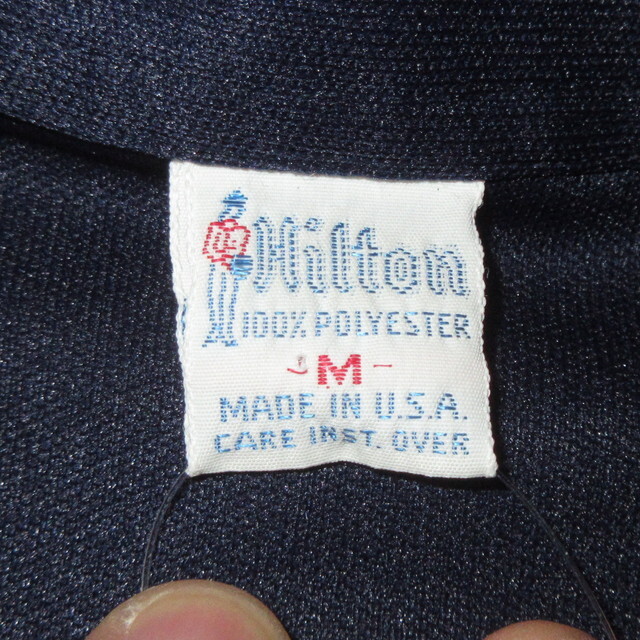 Hilton
100% POLYESTER
- M -
MADE IN U.S.A.
CARE INST. OVER